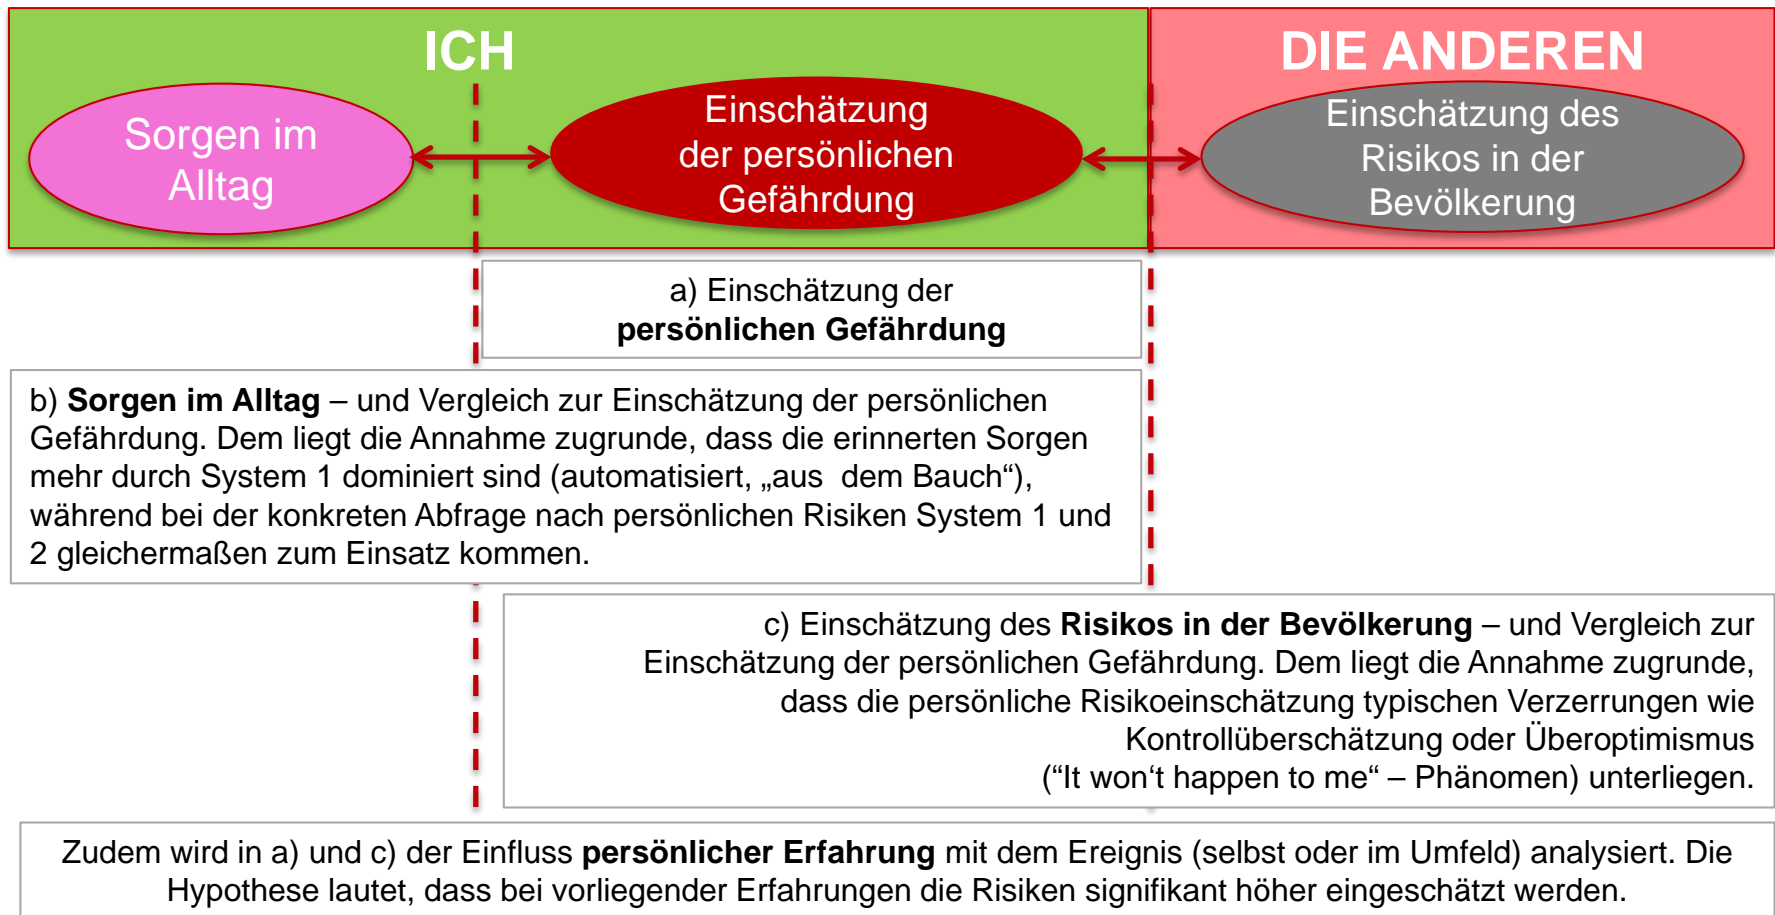 ICH
DIE ANDEREN
Sorgen im
Alltag
Einschätzung
der persönlichen
Gefährdung
Einschätzung des
Risikos in der
Bevölkerung
a) Einschätzung der
persönlichen Gefährdung
b) Sorgen im Alltag – und Vergleich zur Einschätzung der persönlichen
Gefährdung. Dem liegt die Annahme zugrunde, dass die erinnerten Sorgen
mehr durch System 1 dominiert sind (automatisiert, „aus  dem Bauch“),
während bei der konkreten Abfrage nach persönlichen Risiken System 1 und
2 gleichermaßen zum Einsatz kommen.
c) Einschätzung des Risikos in der Bevölkerung – und Vergleich zur
Einschätzung der persönlichen Gefährdung. Dem liegt die Annahme zugrunde,
dass die persönliche Risikoeinschätzung typischen Verzerrungen wie
Kontrollüberschätzung oder Überoptimismus
(“It won‘t happen to me“ – Phänomen) unterliegen.
Zudem wird in a) und c) der Einfluss persönlicher Erfahrung mit dem Ereignis (selbst oder im Umfeld) analysiert. Die
Hypothese lautet, dass bei vorliegender Erfahrungen die Risiken signifikant höher eingeschätzt werden.